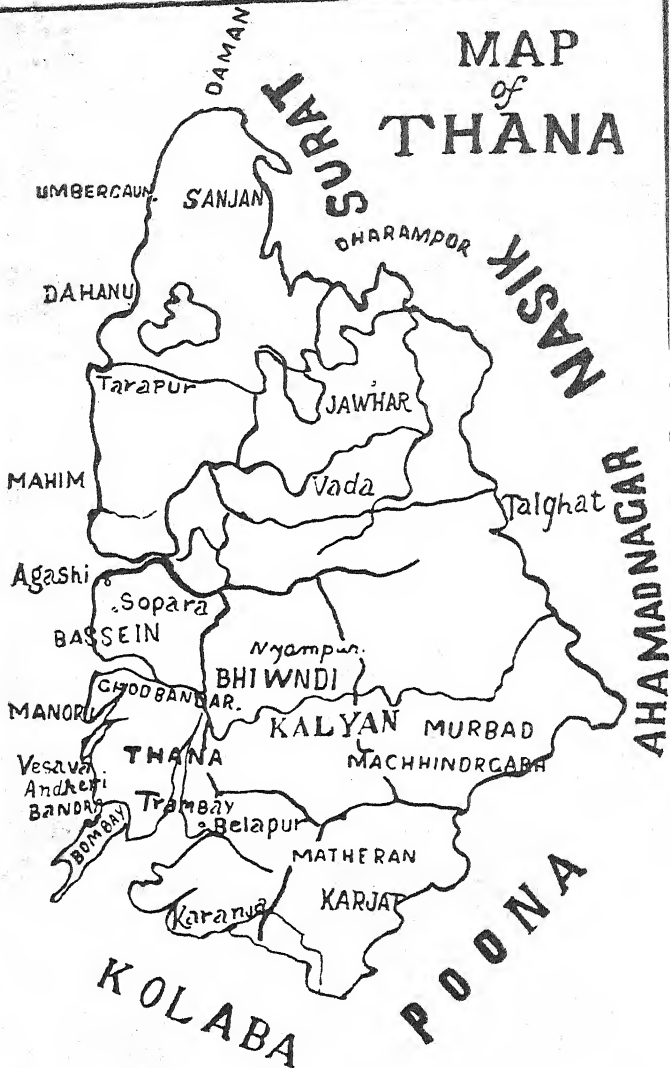 MAP
of
THANA
DAMAN
SURAT
UMBERGAUN.
SANJAN
DHARAMPOR
NASIK
DAHANU
Tarapur
JAWHAR
MAHIM
Vada
Talghat
AHAMADNAGAR
Agashi
Sopara
BASSEIN
Nyampur.
BHIWNDI
GHODBANDAR.
MANORI
KALYAN
MURBAD
THANA
MACHHINDRGABH
Vesava
Andheri
BANDRA
Trambay
Belapur
BOMBAY
MATHERAN
Karanja
KARJAT
POONA
KOLABA